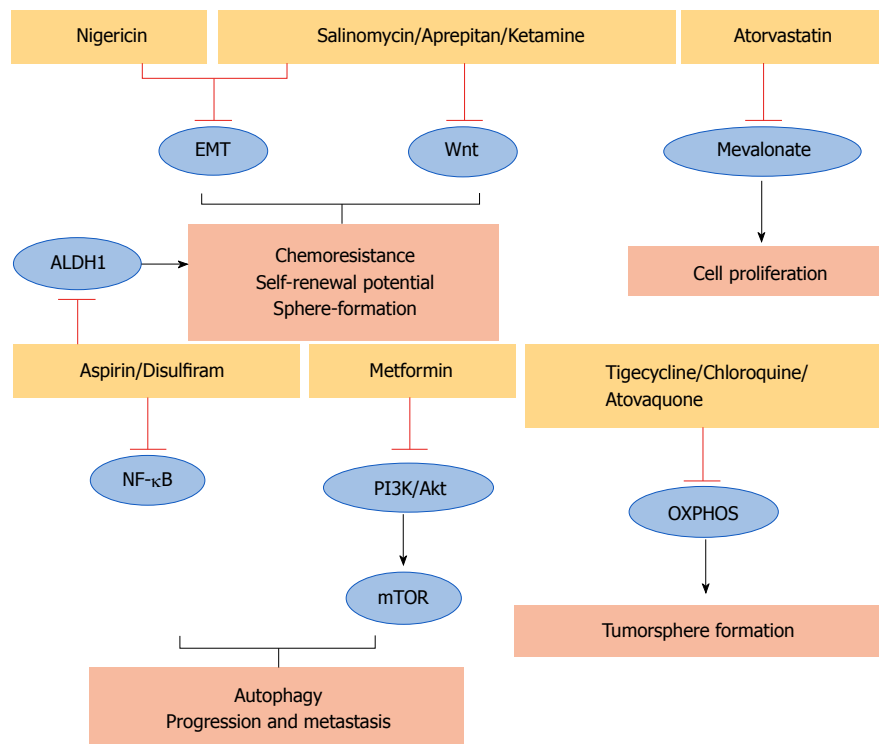 Nigericin
Salinomycin/Aprepitan/Ketamine
Atorvastatin
EMT
Wnt
Mevalonate
ALDH1
Chemoresistance
Self-renewal potential
Sphere-formation
Cell proliferation
Aspirin/Disulfiram
Metformin
Tigecycline/Chloroquine/
Atovaquone
NF-κB
PI3K/Akt
OXPHOS
mTOR
Tumorsphere formation
Autophagy
Progression and metastasis